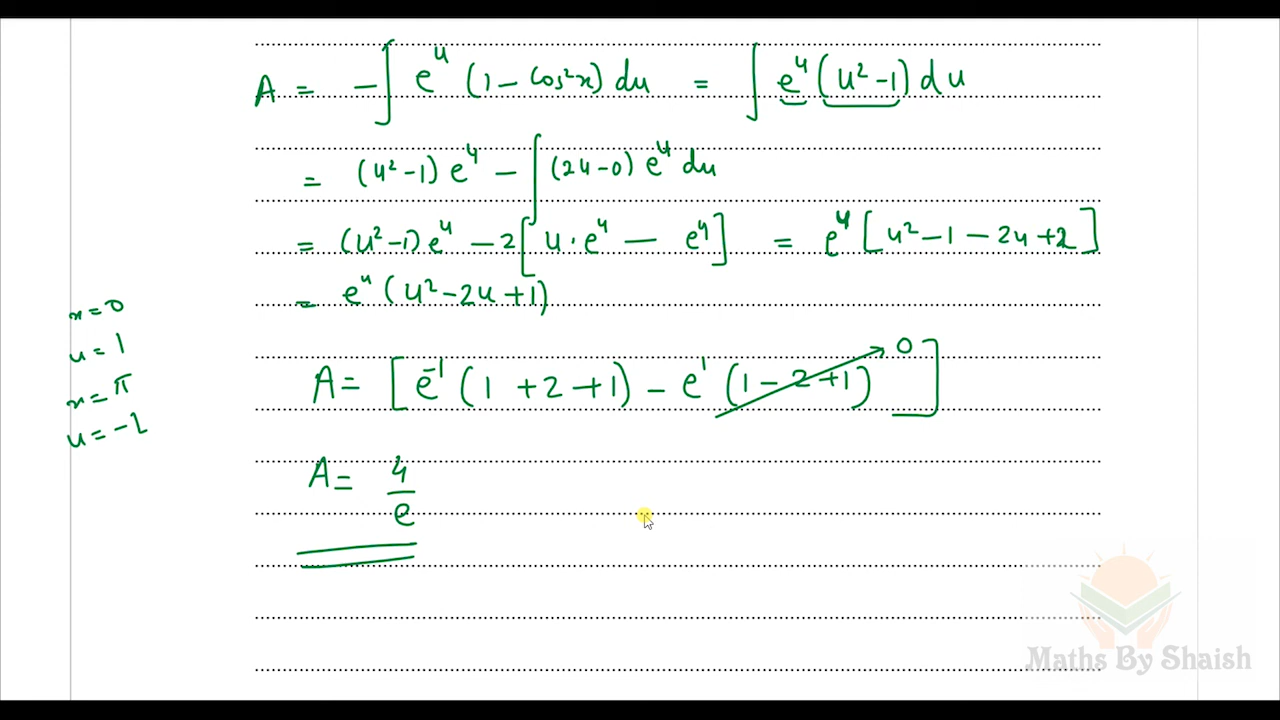 A = - ∫ e^u (1 - cos²x) du = ∫ e^u (u² - 1) du
= (u² - 1) e^u - ∫ (2u - 0) e^u du
= (u² - 1) e^u - 2 [ u · e^u - e^u ] = e^u [ u² - 1 - 2u + 2 ]
= e^u ( u² - 2u + 1 )
x = 0
u = 1
x = π
u = -1
A = [ e^-1 ( 1 + 2 + 1 ) - e^1 ( 1 - 2 + 1 ) 0 ]
A = 4/e
Maths By Shaish